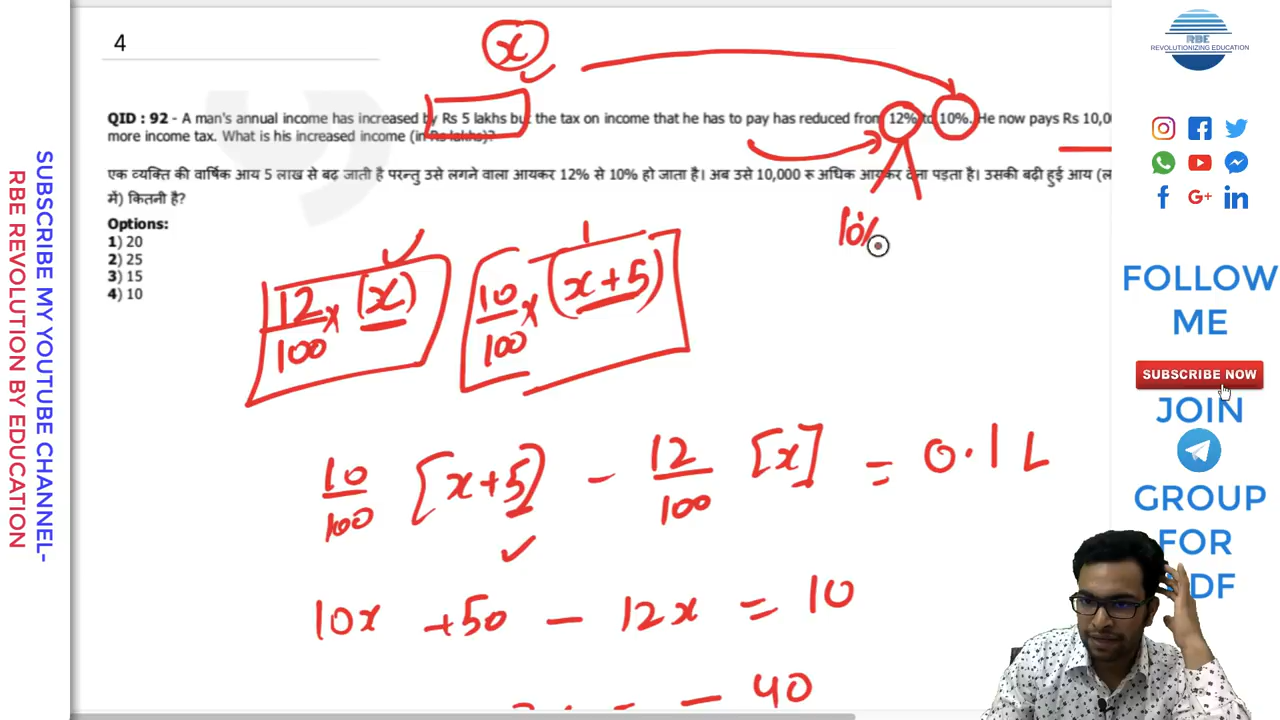 4
x
RBE
REVOLUTIONIZING EDUCATION
QID : 92 - A man's annual income has increased by Rs 5 lakhs but the tax on income that he has to pay has reduced from 12% to 10%. He now pays Rs 10,00
more income tax. What is his increased income (in Rs lakhs)?
एक व्यक्ति की वार्षिक आय 5 लाख से बढ़ जाती है परन्तु उसे लगने वाला आयकर 12% से 10% हो जाता है। अब उसे 10,000 रू अधिक आयकर देना पड़ता है। उसकी बढ़ी हुई आय (ल
में) कितनी है?
Options:
1) 20
2) 25
3) 15
4) 10
10%
12/100 × (x) 10/100 × (x+5)
10/100 [x+5] - 12/100 [x] = 0.1 L
10x +50 - 12x = 10
= - 40
SUBSCRIBE MY YOUTUBE CHANNEL-
RBE REVOLUTION BY EDUCATION
FOLLOW
ME
SUBSCRIBE NOW
JOIN
GROUP
FOR
PDF